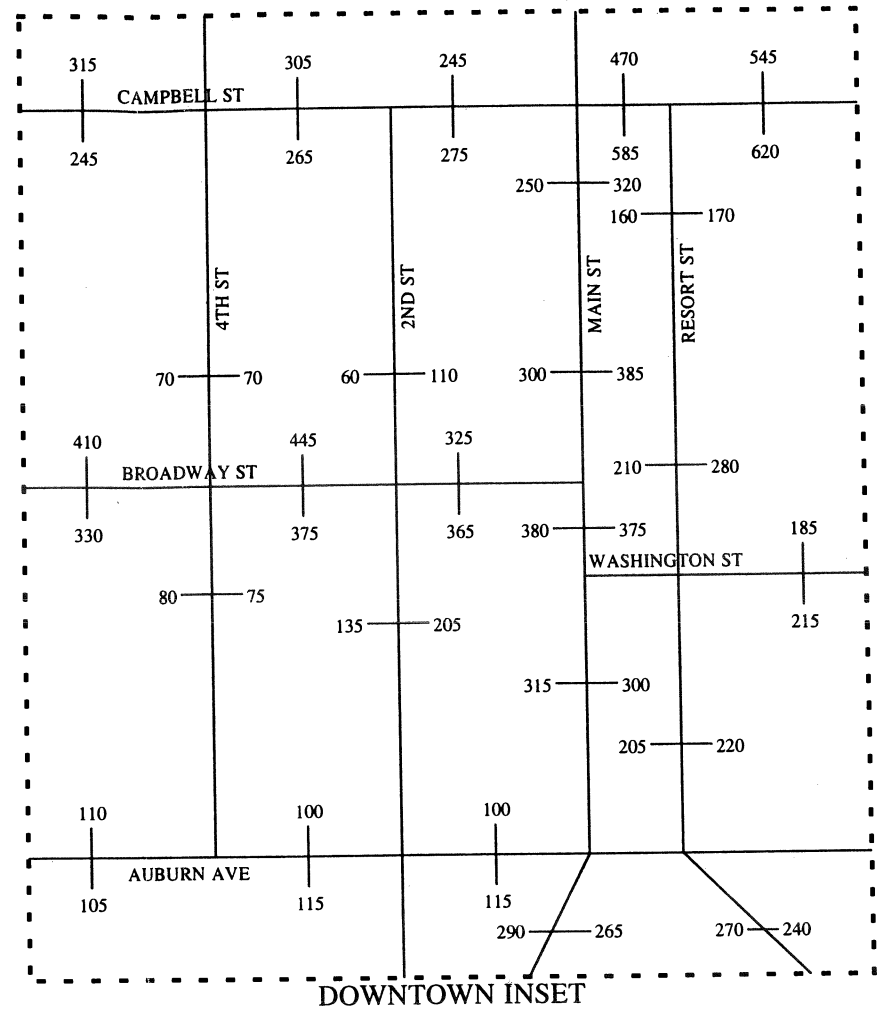 315 305 245 470 545
CAMPBELL ST
245 265 275 585 620
250 320
160 170
4TH ST 2ND ST MAIN ST RESORT ST
70 70 60 110 300 385
410 445 325
BROADWAY ST 210 280
330 375 365 380 375 185
WASHINGTON ST
80 75
135 205 215
315 300
205 220
110 100 100
AUBURN AVE
105 115 115
290 265 270 240
DOWNTOWN INSET